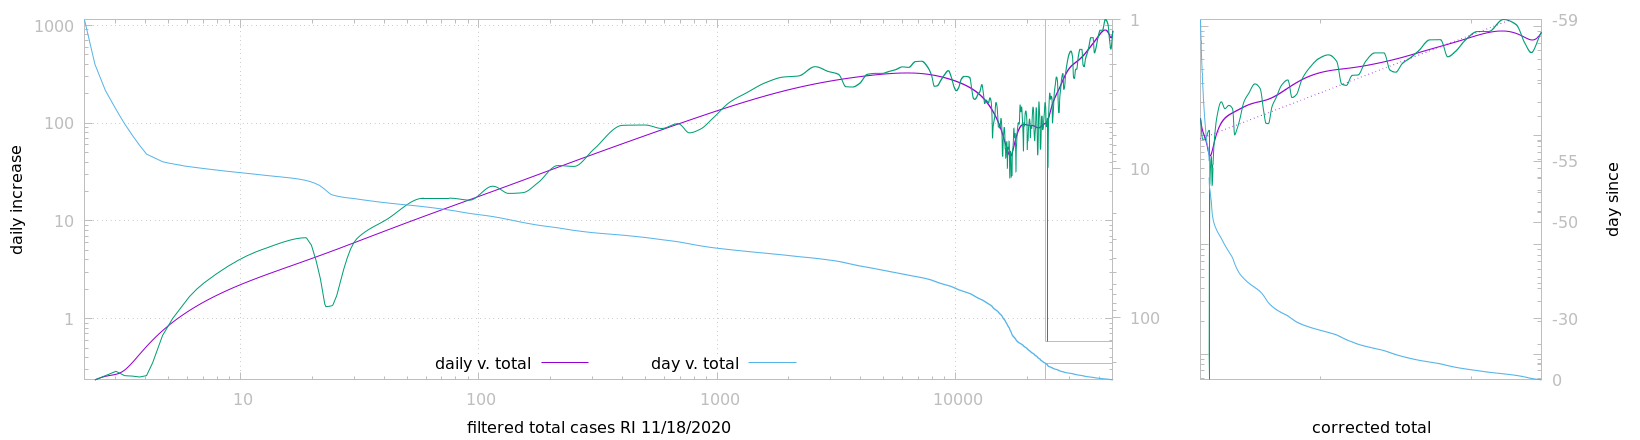 1000
100
10
1
daily increase
10
100
1000
10000
filtered total cases RI 11/18/2020
daily v. total
day v. total
1
10
100
-59
-55
-50
-30
0
day since
corrected total